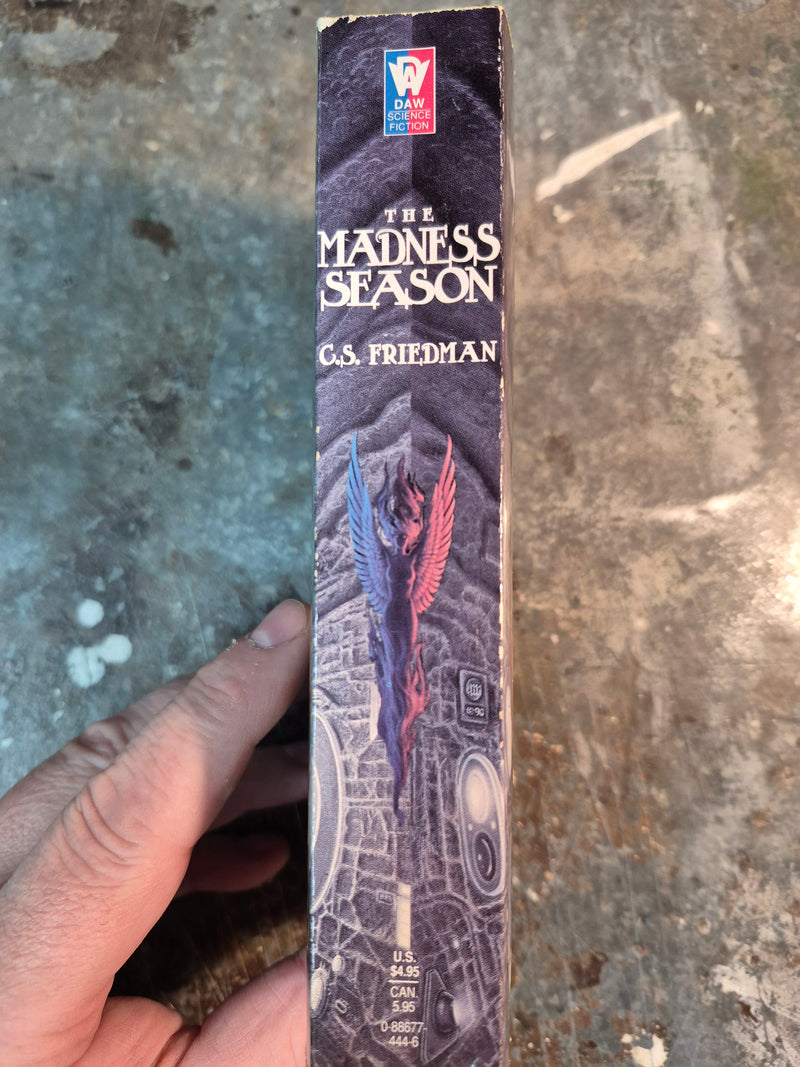 DAW
SCIENCE
FICTION
THE
MADNESS
SEASON
C.S. FRIEDMAN
U.S.
$4.95
CAN.
5.95
0-88677-
444-6